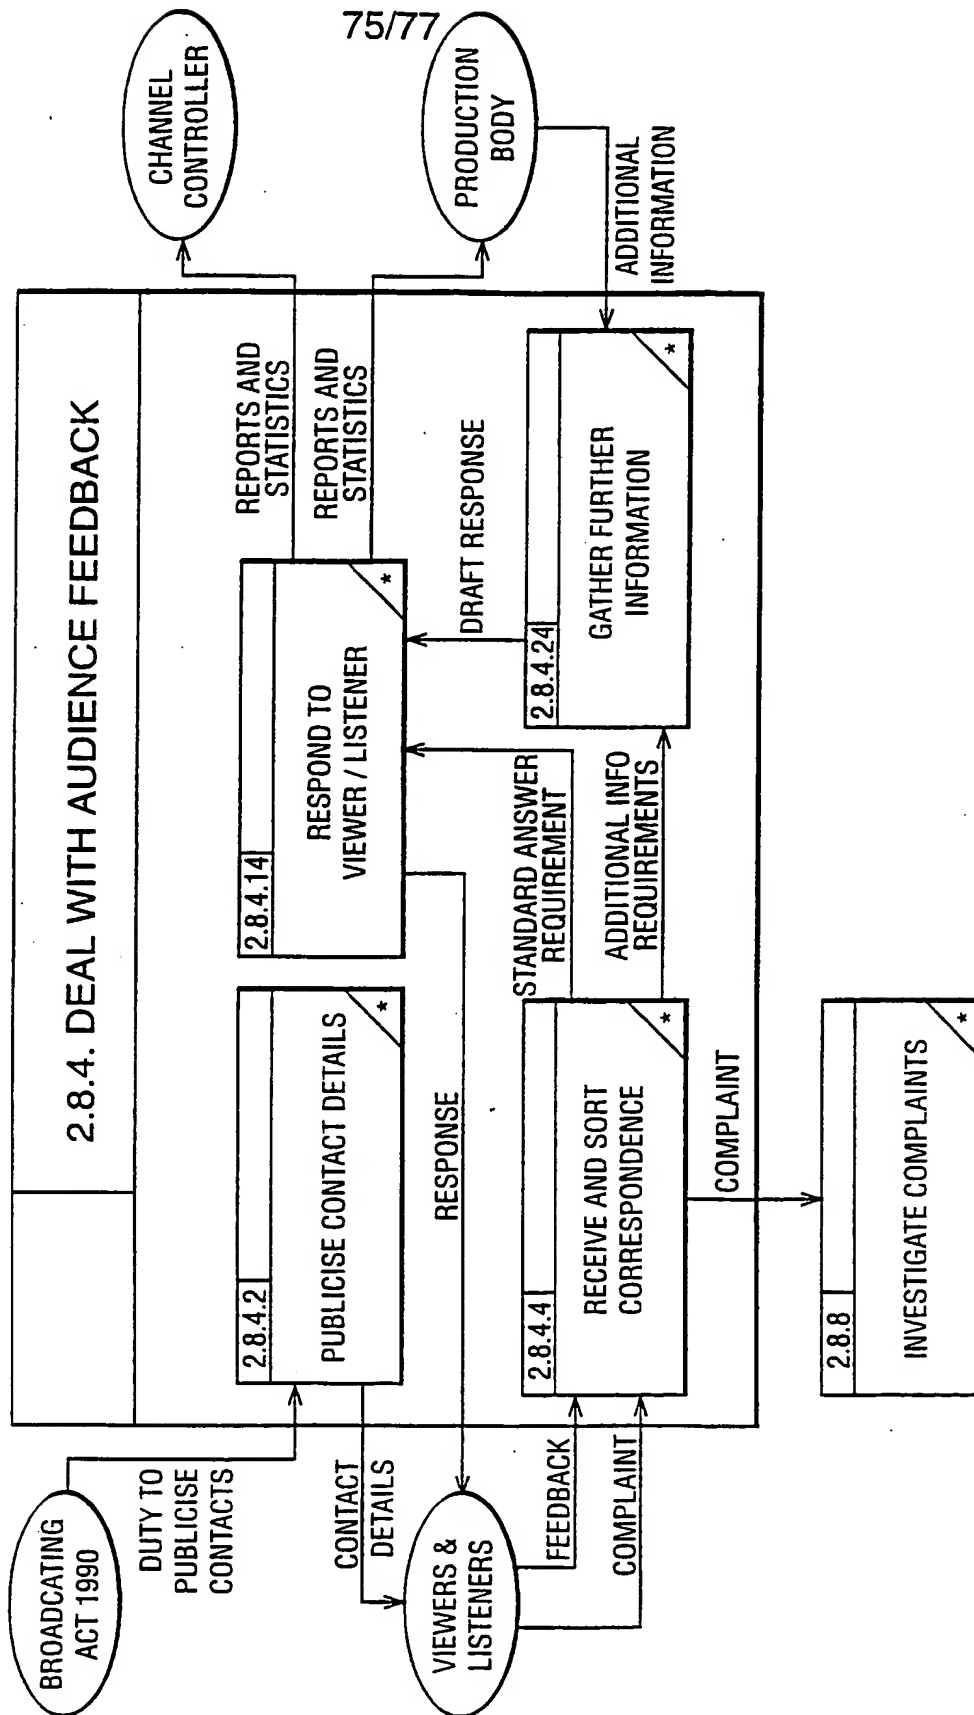 75/77
2.8.4. DEAL WITH AUDIENCE FEEDBACK
BROADCATING
ACT 1990
DUTY TO
PUBLICISE
CONTACTS
2.8.4.2
PUBLICISE CONTACT DETAILS
*
CONTACT
DETAILS
VIEWERS &
LISTENERS
RESPONSE
2.8.4.14
RESPOND TO
VIEWER / LISTENER
*
REPORTS AND
STATISTICS
REPORTS AND
STATISTICS
CHANNEL
CONTROLLER
PRODUCTION
BODY
FEEDBACK
COMPLAINT
2.8.4.4
RECEIVE AND SORT
CORRESPONDENCE
*
STANDARD ANSWER
REQUIREMENT
ADDITIONAL INFO
REQUIREMENTS
DRAFT RESPONSE
2.8.4.24
GATHER FURTHER
INFORMATION
*
ADDITIONAL
INFORMATION
COMPLAINT
2.8.8
INVESTIGATE COMPLAINTS
*